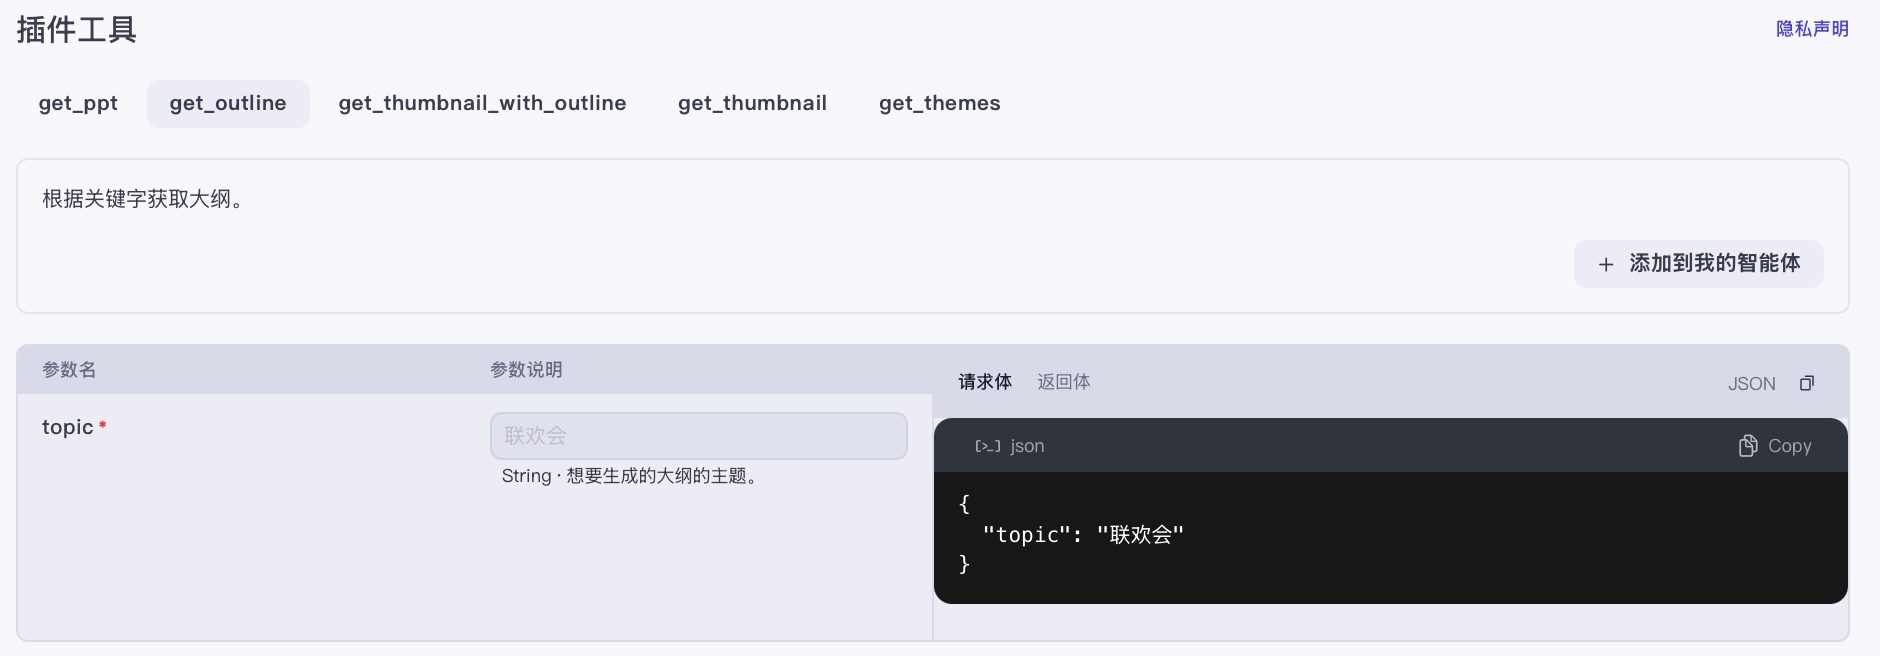 插件工具
隐私声明
get_ppt get_outline get_thumbnail_with_outline get_thumbnail get_themes
根据关键字获取大纲。
+ 添加到我的智能体
参数名 参数说明
topic *
联欢会
String · 想要生成的大纲的主题。
请求体 返回体 JSON
json Copy
{
"topic": "联欢会"
}